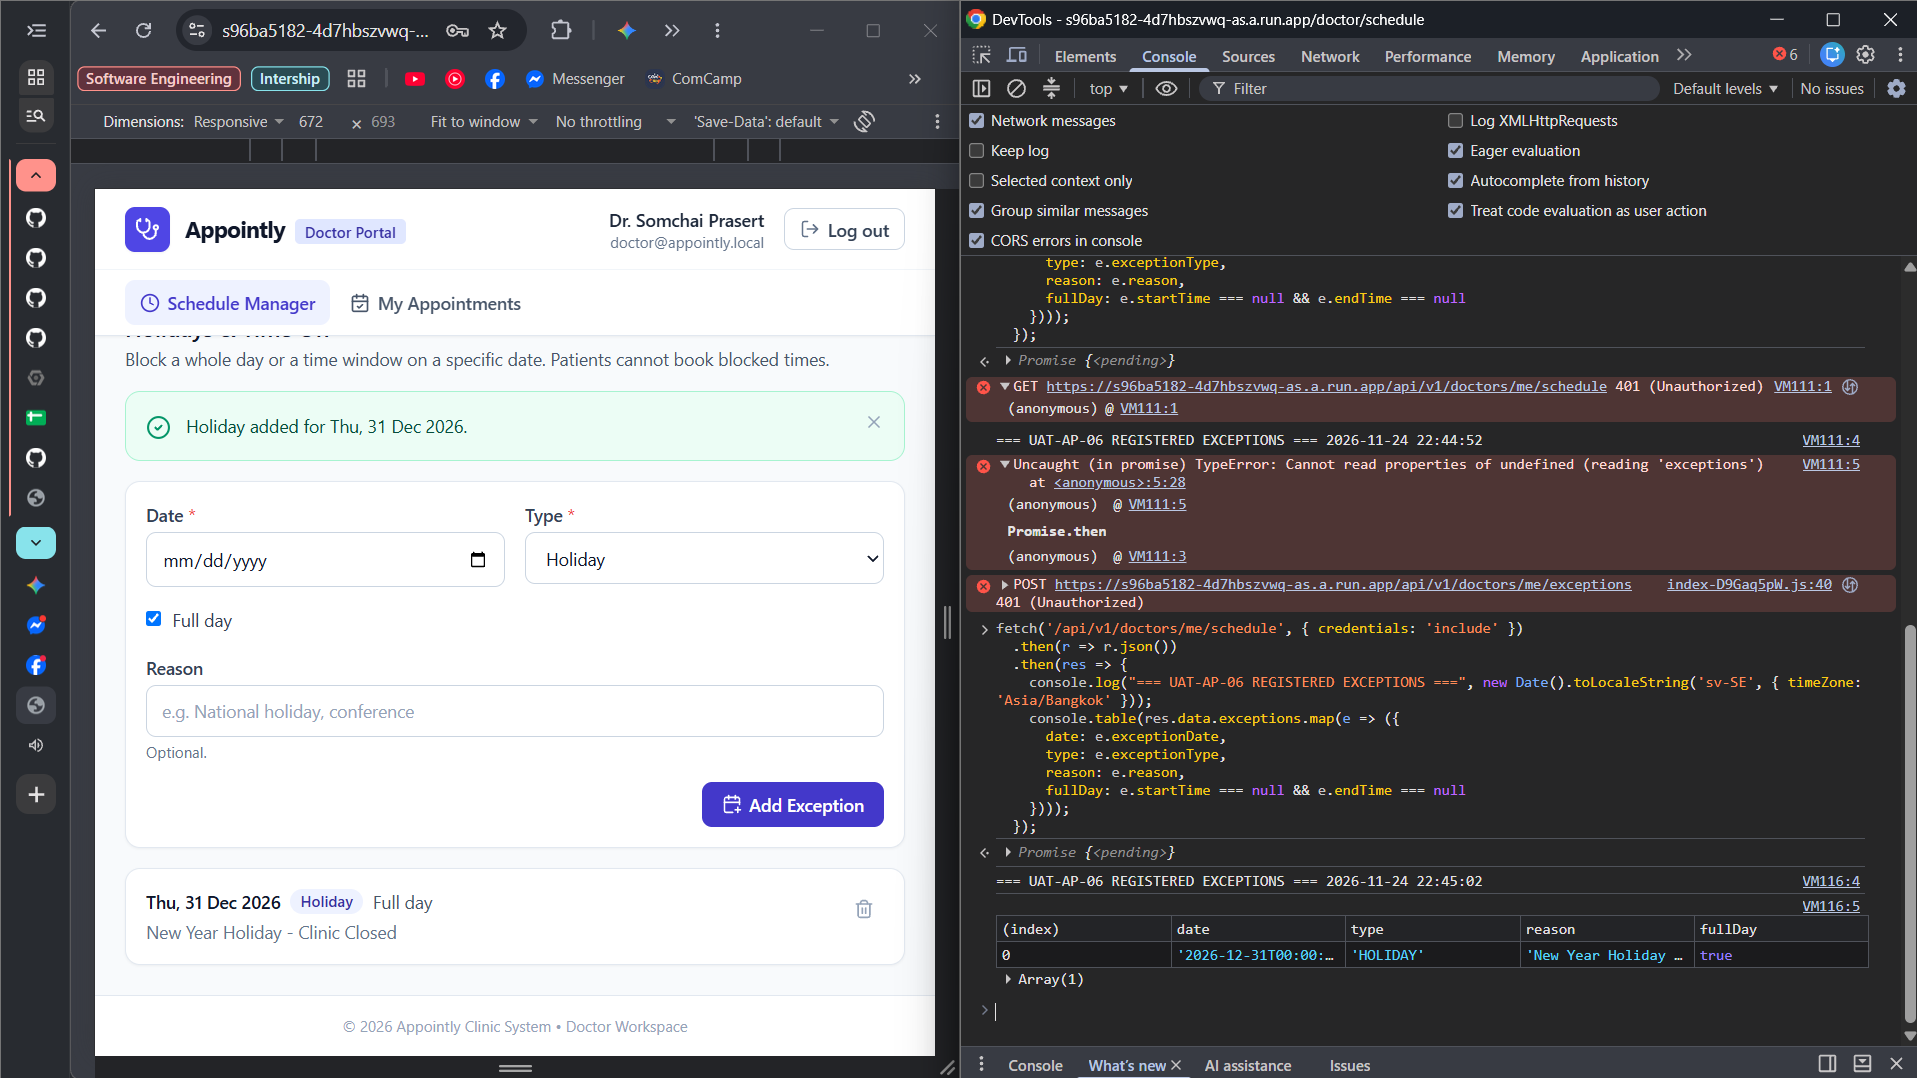 s96ba5182-4d7hbszvwq-...
Software Engineering
Intership
Messenger
ComCamp
Dimensions: Responsive 672 × 693 Fit to window No throttling 'Save-Data': default
Appointly Doctor Portal
Dr. Somchai Prasert
doctor@appointly.local
Log out
Schedule Manager
My Appointments
Block a whole day or a time window on a specific date. Patients cannot book blocked times.
Holiday added for Thu, 31 Dec 2026.
Date *
Type *
mm/dd/yyyy
Holiday
Full day
Reason
e.g. National holiday, conference
Optional.
Add Exception
Thu, 31 Dec 2026 Holiday Full day
New Year Holiday - Clinic Closed
© 2026 Appointly Clinic System • Doctor Workspace
DevTools - s96ba5182-4d7hbszvwq-as.a.run.app/doctor/schedule
Elements Console Sources Network Performance Memory Application 6
top Filter Default levels No issues
Network messages
Log XMLHttpRequests
Keep log
Eager evaluation
Selected context only
Autocomplete from history
Group similar messages
Treat code evaluation as user action
CORS errors in console
type: e.exceptionType,
reason: e.reason,
fullDay: e.startTime === null && e.endTime === null
})));
});
Promise {<pending>}
GET https://s96ba5182-4d7hbszvwq-as.a.run.app/api/v1/doctors/me/schedule 401 (Unauthorized) VM111:1
(anonymous) @ VM111:1
=== UAT-AP-06 REGISTERED EXCEPTIONS === 2026-11-24 22:44:52 VM111:4
Uncaught (in promise) TypeError: Cannot read properties of undefined (reading 'exceptions') VM111:5
at <anonymous>:5:28
(anonymous) @ VM111:5
Promise.then
(anonymous) @ VM111:3
POST https://s96ba5182-4d7hbszvwq-as.a.run.app/api/v1/doctors/me/exceptions index-D9Gaq5pW.js:40
401 (Unauthorized)
fetch('/api/v1/doctors/me/schedule', { credentials: 'include' })
.then(r => r.json())
.then(res => {
console.log("=== UAT-AP-06 REGISTERED EXCEPTIONS ===", new Date().toLocaleString('sv-SE', { timeZone:
'Asia/Bangkok' }));
console.table(res.data.exceptions.map(e => ({
date: e.exceptionDate,
type: e.exceptionType,
reason: e.reason,
fullDay: e.startTime === null && e.endTime === null
})));
});
Promise {<pending>}
=== UAT-AP-06 REGISTERED EXCEPTIONS === 2026-11-24 22:45:02 VM116:4
VM116:5
(index) date type reason fullDay
0 '2026-12-31T00:00:… 'HOLIDAY' 'New Year Holiday … true
Array(1)
Console What's new AI assistance Issues